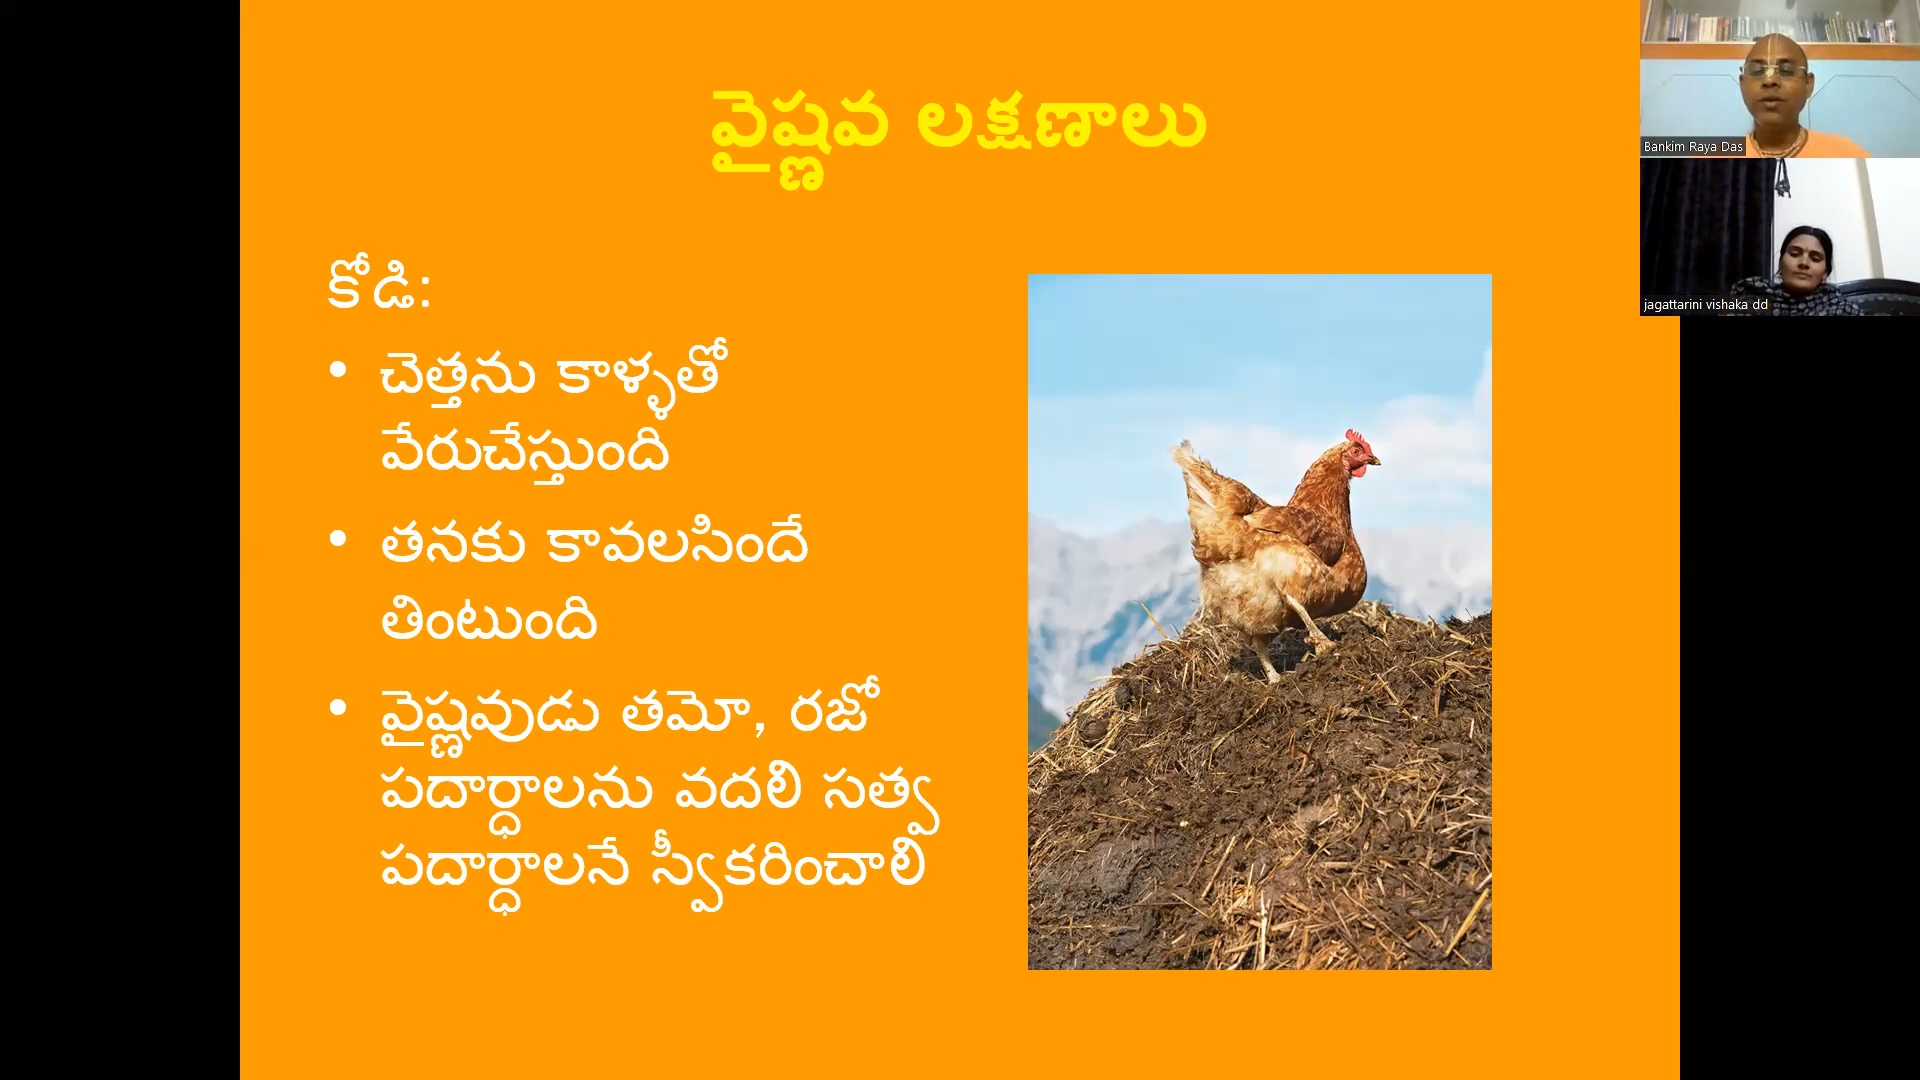 వైష్ణవ లక్షణాలు
కోడి:
• చెత్తను కాళ్ళతో
వేరుచేస్తుంది
• తనకు కావలసిందే
తింటుంది
• వైష్ణవుడు తమో, రజో
పదార్ధాలను వదలి సత్వ
పదార్ధాలనే స్వీకరించాలి
Bankim Raya Das
jagattarini vishaka dd